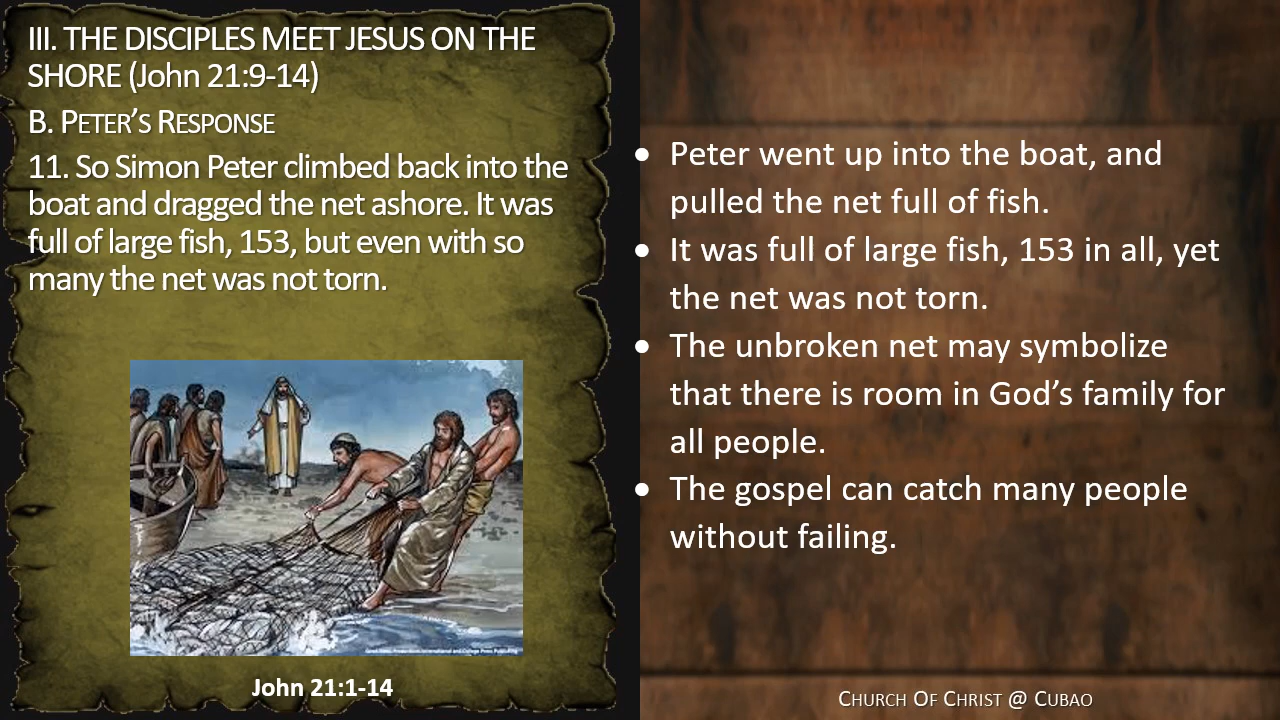 III. THE DISCIPLES MEET JESUS ON THE
SHORE (John 21:9-14)
B. PETER’S RESPONSE
11. So Simon Peter climbed back into the
boat and dragged the net ashore. It was
full of large fish, 153, but even with so
many the net was not torn.
John 21:1-14
• Peter went up into the boat, and
pulled the net full of fish.
• It was full of large fish, 153 in all, yet
the net was not torn.
• The unbroken net may symbolize
that there is room in God’s family for
all people.
• The gospel can catch many people
without failing.
CHURCH OF CHRIST @ CUBAO